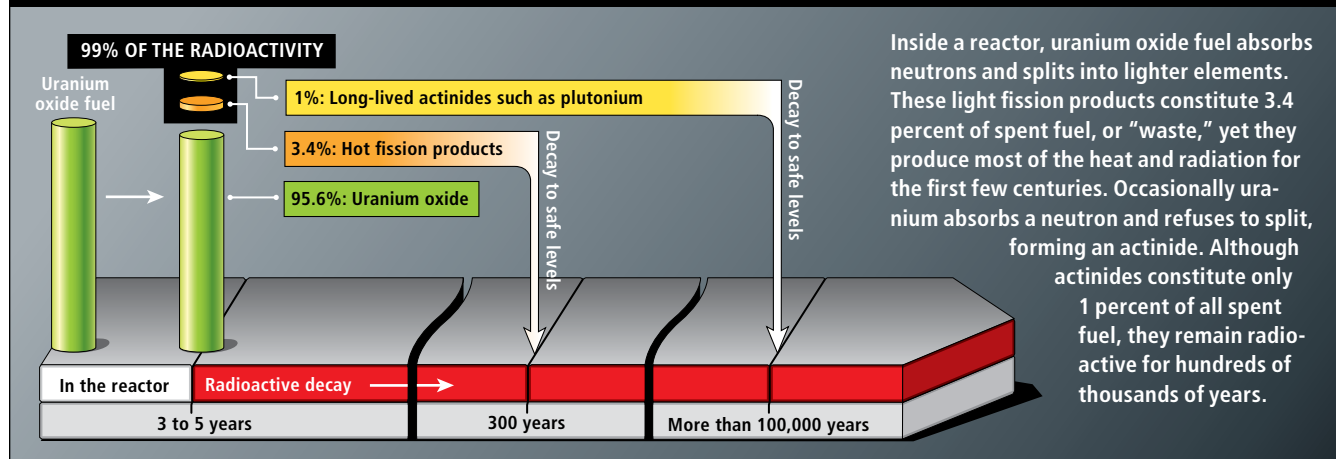 99% OF THE RADIOACTIVITY
Uranium
oxide fuel
1%: Long-lived actinides such as plutonium
3.4%: Hot fission products
95.6%: Uranium oxide
Decay to safe levels
Decay to safe levels
In the reactor
Radioactive decay
3 to 5 years
300 years
More than 100,000 years
Inside a reactor, uranium oxide fuel absorbs
neutrons and splits into lighter elements.
These light fission products constitute 3.4
percent of spent fuel, or “waste,” yet they
produce most of the heat and radiation for
the first few centuries. Occasionally ura-
nium absorbs a neutron and refuses to split,
forming an actinide. Although
actinides constitute only
1 percent of all spent
fuel, they remain radio-
active for hundreds of
thousands of years.